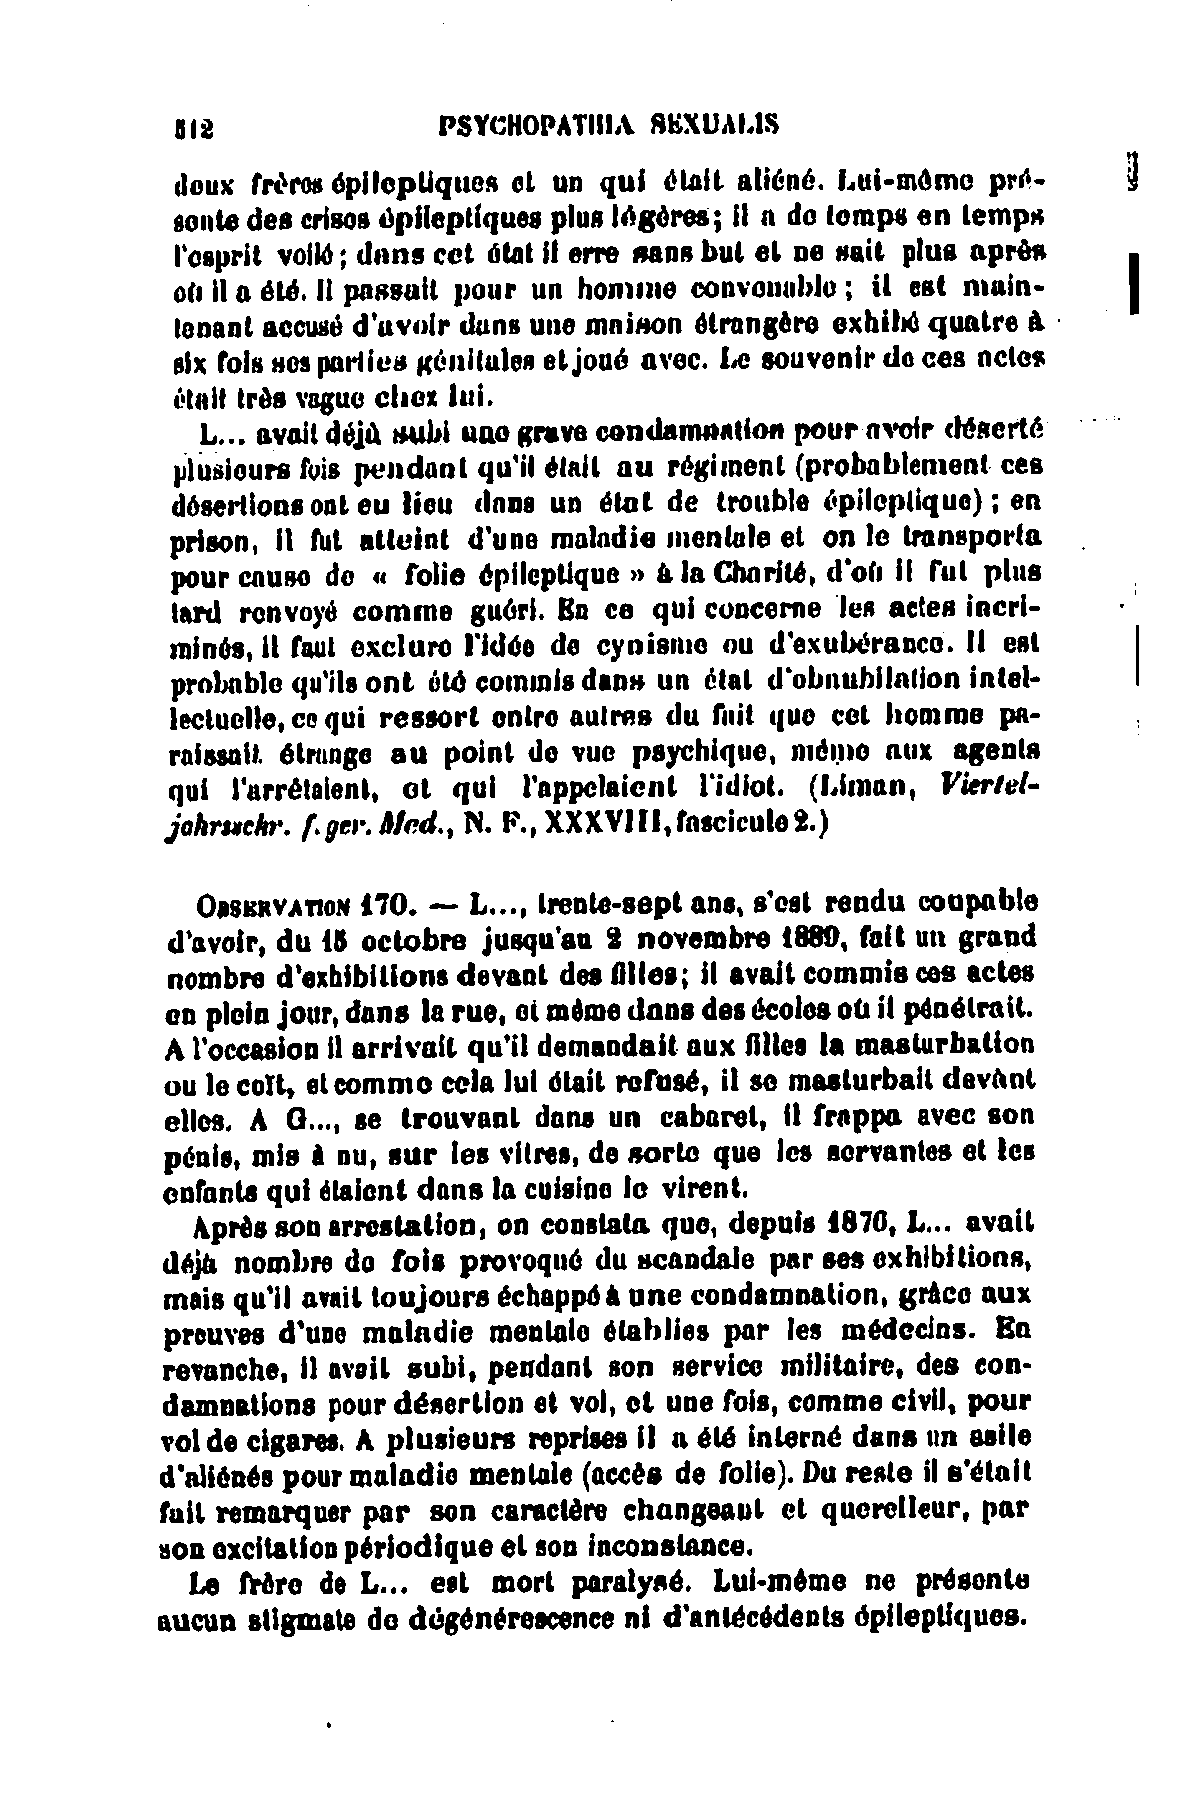 512 PSYCHOPATHIA SEXUALIS
deux frères épileptiques et un qui était aliéné. Lui-même pré-
sente des crises épileptiques plus légères; il a de temps en temps
l'esprit voilé; dans cet état il erre sans but et ne sait plus après
où il a été. Il passait pour un homme convenable; il est main-
tenant accusé d'avoir dans une maison étrangère exhibé quatre à
six fois ses parties génitales et joué avec. Le souvenir de ces actes
était très vague chez lui.
L... avait déjà subi une grave condamnation pour avoir déserté
plusieurs fois pendant qu'il était au régiment (probablement ces
désertions ont eu lieu dans un état de trouble épileptique); en
prison, il fut atteint d'une maladie mentale et on le transporta
pour cause de « folie épileptique » à la Charité, d'où il fut plus
tard renvoyé comme guéri. En ce qui concerne les actes incri-
minés, il faut exclure l'idée de cynisme ou d'exubérance. Il est
probable qu'ils ont été commis dans un état d'obnubilation intel-
lectuelle, ce qui ressort entre autres du fait que cet homme pa-
raissait étrange au point de vue psychique, même aux agents
qui l'arrêtaient, et qui l'appelaient l'idiot. (Liman, Viertel-
jahrsschr. f. ger. Med., N. F., XXXVIII, fascicule 2.)
OBSERVATION 170. — L..., trente-sept ans, s'est rendu coupable
d'avoir, du 15 octobre jusqu'au 2 novembre 1889, fait un grand
nombre d'exhibitions devant des filles; il avait commis ces actes
en plein jour, dans la rue, et même dans des écoles où il pénétrait.
A l'occasion il arrivait qu'il demandait aux filles la masturbation
ou le coït, et comme cela lui était refusé, il se masturbait devant
elles. A G..., se trouvant dans un cabaret, il frappa avec son
pénis, mis à nu, sur les vitres, de sorte que les servantes et les
enfants qui étaient dans la cuisine le virent.
Après son arrestation, on constata que, depuis 1876, L... avait
déjà nombre de fois provoqué du scandale par ses exhibitions,
mais qu'il avait toujours échappé à une condamnation, grâce aux
preuves d'une maladie mentale établies par les médecins. En
revanche, il avait subi, pendant son service militaire, des con-
damnations pour désertion et vol, et une fois, comme civil, pour
vol de cigares. A plusieurs reprises il a été interné dans un asile
d'aliénés pour maladie mentale (accès de folie). Du reste il s'était
fait remarquer par son caractère changeant et querelleur, par
son excitation périodique et son inconstance.
Le frère de L... est mort paralysé. Lui-même ne présente
aucun stigmate de dégénérescence ni d'antécédents épileptiques.